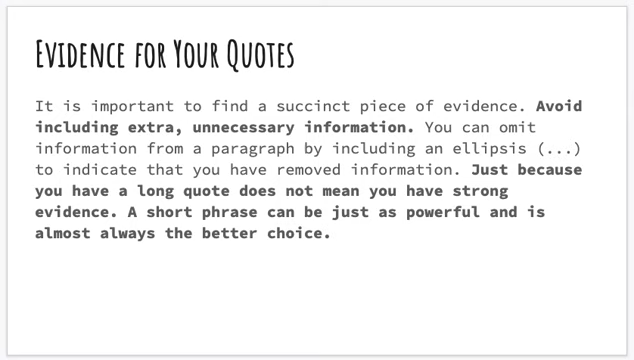 Evidence for Your Quotes
It is important to find a succinct piece of evidence. Avoid
including extra, unnecessary information. You can omit
information from a paragraph by including an ellipsis (...)
to indicate that you have removed information. Just because
you have a long quote does not mean you have strong
evidence. A short phrase can be just as powerful and is
almost always the better choice.